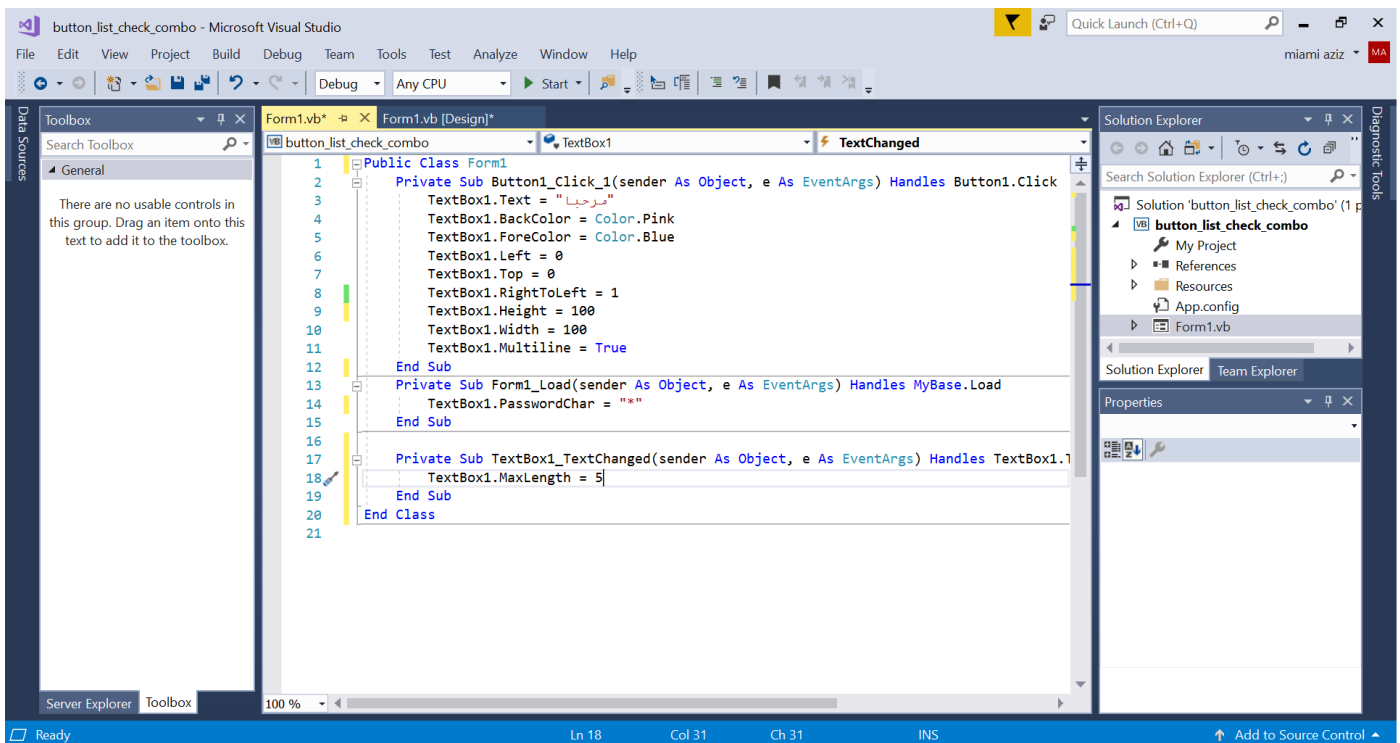 button_list_check_combo - Microsoft Visual Studio
Quick Launch (Ctrl+Q)
File Edit View Project Build Debug Team Tools Test Analyze Window Help
miami aziz MA
Debug Any CPU Start
Data Sources
Toolbox
Search Toolbox
General
There are no usable controls in
this group. Drag an item onto this
text to add it to the toolbox.
Server Explorer Toolbox
Form1.vb* Form1.vb [Design]*
VB button_list_check_combo TextBox1 TextChanged
1 Public Class Form1
2 Private Sub Button1_Click_1(sender As Object, e As EventArgs) Handles Button1.Click
3 TextBox1.Text = "مرحبا"
4 TextBox1.BackColor = Color.Pink
5 TextBox1.ForeColor = Color.Blue
6 TextBox1.Left = 0
7 TextBox1.Top = 0
8 TextBox1.RightToLeft = 1
9 TextBox1.Height = 100
10 TextBox1.Width = 100
11 TextBox1.Multiline = True
12 End Sub
13 Private Sub Form1_Load(sender As Object, e As EventArgs) Handles MyBase.Load
14 TextBox1.PasswordChar = "*"
15 End Sub
16
17 Private Sub TextBox1_TextChanged(sender As Object, e As EventArgs) Handles TextBox1.T
18 TextBox1.MaxLength = 5
19 End Sub
20 End Class
21
100 %
Solution Explorer
Search Solution Explorer (Ctrl+;)
Solution 'button_list_check_combo' (1 p
VB button_list_check_combo
My Project
References
Resources
App.config
Form1.vb
Solution Explorer Team Explorer
Properties
Diagnostic Tools
Ready Ln 18 Col 31 Ch 31 INS Add to Source Control